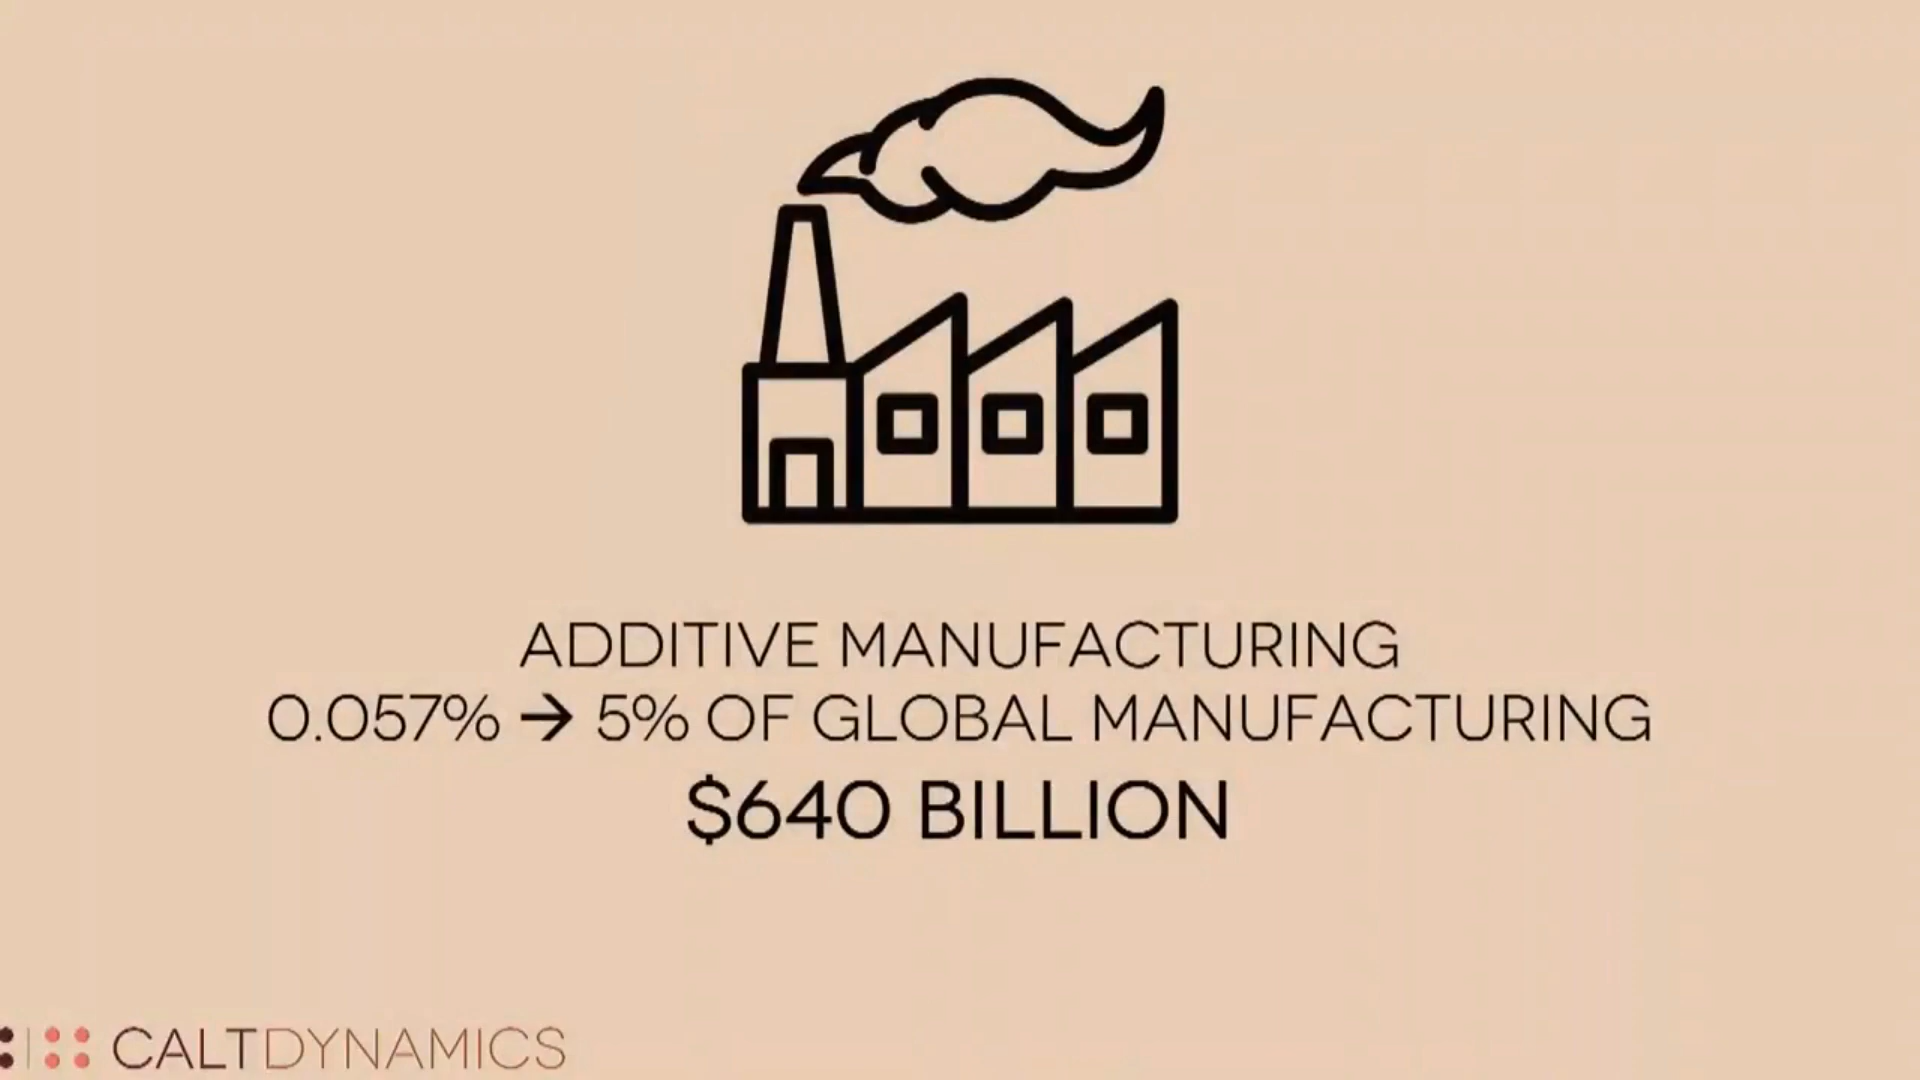 ADDITIVE MANUFACTURING
0.057% → 5% OF GLOBAL MANUFACTURING
$640 BILLION
CALTDYNAMICS